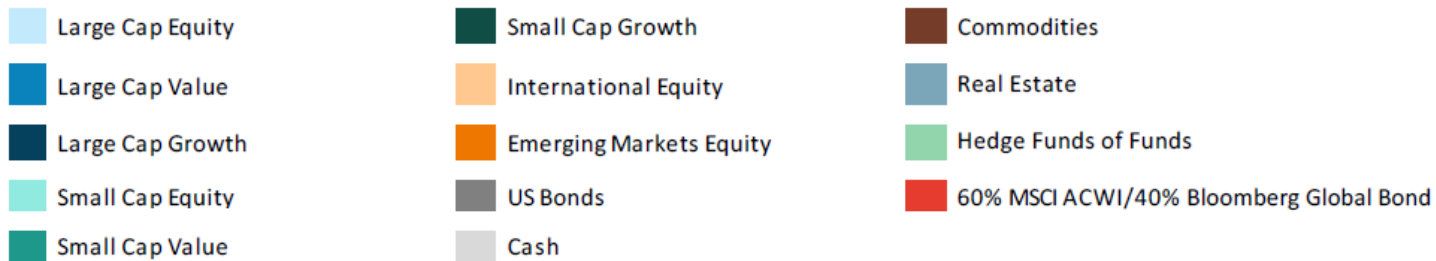 Large Cap Equity
Large Cap Value
Large Cap Growth
Small Cap Equity
Small Cap Value
Small Cap Growth
International Equity
Emerging Markets Equity
US Bonds
Cash
Commodities
Real Estate
Hedge Funds of Funds
60% MSCI ACWI/40% Bloomberg Global Bond